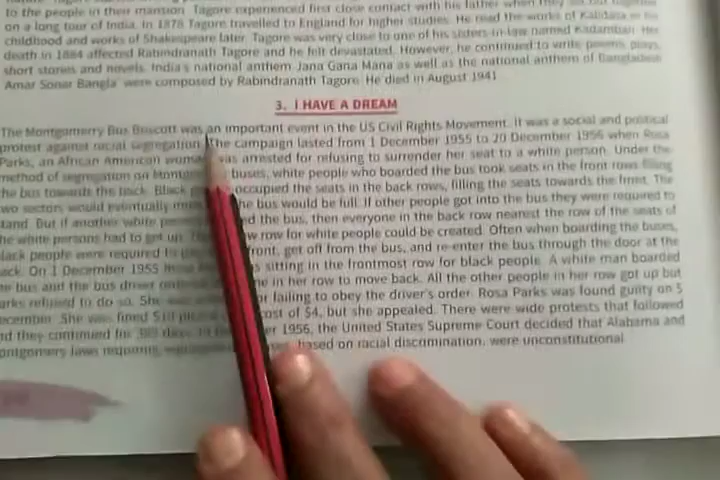 to the people in their mansion. Tagore experienced first close contact with his father when they set out together
on a long tour of India. In 1878 Tagore travelled to England for higher studies. He read the works of Kalidasa in his
childhood and works of Shakespeare later. Tagore was very close to one of his sisters-in-law named Kadambari. Her
death in 1884 affected Rabindranath Tagore and he felt devastated. However, he continued to write poems, plays,
short stories and novels. India's national anthem Jana Gana Mana as well as the national anthem of Bangladesh
Amar Sonar Bangla were composed by Rabindranath Tagore. He died in August 1941
3. I HAVE A DREAM
The Montgomerry Bus Boycott was an important event in the US Civil Rights Movement. It was a social and political
protest against racial segregation. The campaign lasted from 1 December 1955 to 20 December 1956 when Rosa
Parks, an African American woman was arrested for refusing to surrender her seat to a white person. Under the
method of segregation on buses, white people who boarded the bus took seats in the front rows filling
the bus towards the back. Black occupied the seats in the back rows, filling the seats towards the front. The
two sectors would eventually the bus would be full. If other people got into the bus they were required to
stand. But if another white the bus, then everyone in the back row nearest the row of the seats of
the white persons had to get up. row for white people could be created. Often when boarding the buses,
black people were required to front, get off from the bus, and re-enter the bus through the door at the
back. On 1 December 1955 sitting in the frontmost row for black people. A white man boarded
the bus and the bus driver in her row to move back. All the other people in her row got up but
Parks refused to do so. She was for failing to obey the driver's order. Rosa Parks was found guilty on 5
December. She was fined cost of $4, but she appealed. There were wide protests that followed
and they continued for 1956, the United States Supreme Court decided that Alabama and
Montgomery laws requiring based on racial discrimination, were unconstitutional